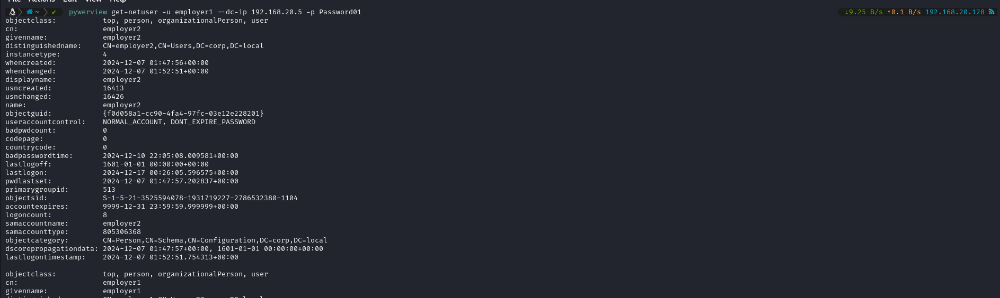 File Actions Edit View Help
~ ✔ pywerview get-netuser -u employer1 --dc-ip 192.168.20.5 -p Password01 ↓9.25 B/s ↑0.1 B/s 192.168.20.128
objectclass: top, person, organizationalPerson, user
cn: employer2
givenname: employer2
distinguishedname: CN=employer2,CN=Users,DC=corp,DC=local
instancetype: 4
whencreated: 2024-12-07 01:47:56+00:00
whenchanged: 2024-12-07 01:52:51+00:00
displayname: employer2
usncreated: 16413
usnchanged: 16426
name: employer2
objectguid: {f0d058a1-cc90-4fa4-97fc-03e12e228201}
useraccountcontrol: NORMAL_ACCOUNT, DONT_EXPIRE_PASSWORD
badpwdcount: 0
codepage: 0
countrycode: 0
badpasswordtime: 2024-12-10 22:05:08.009581+00:00
lastlogoff: 1601-01-01 00:00:00+00:00
lastlogon: 2024-12-17 00:26:05.596575+00:00
pwdlastset: 2024-12-07 01:47:57.202837+00:00
primarygroupid: 513
objectsid: S-1-5-21-3525594078-1931719227-2786532380-1104
accountexpires: 9999-12-31 23:59:59.999999+00:00
logoncount: 8
samaccountname: employer2
samaccounttype: 805306368
objectcategory: CN=Person,CN=Schema,CN=Configuration,DC=corp,DC=local
dscorepropagationdata: 2024-12-07 01:47:57+00:00, 1601-01-01 00:00:00+00:00
lastlogontimestamp: 2024-12-07 01:52:51.754313+00:00
objectclass: top, person, organizationalPerson, user
cn: employer1
givenname: employer1